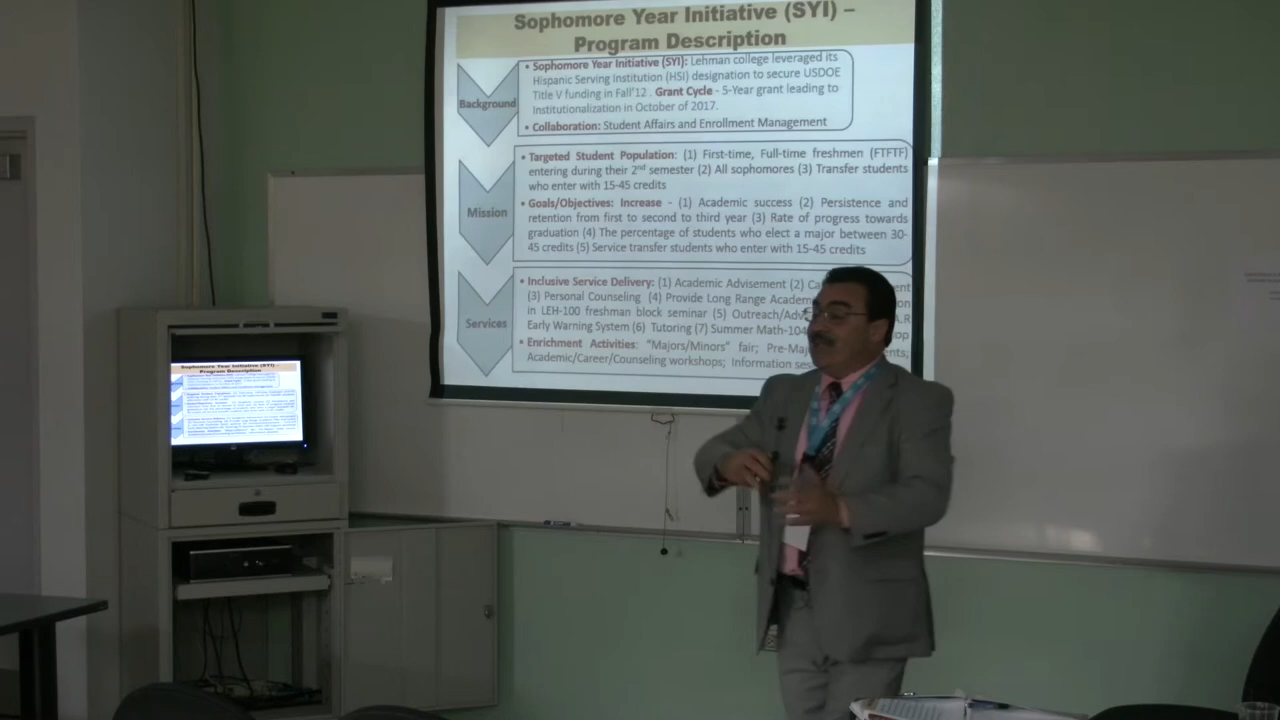 Sophomore Year Initiative (SYI) –
Program Description
Background
• Sophomore Year Initiative (SYI): Lehman college leveraged its
Hispanic Serving Institution (HSI) designation to secure USDOE
Title V funding in Fall'12 . Grant Cycle - 5-Year grant leading to
Institutionalization in October of 2017.
• Collaboration: Student Affairs and Enrollment Management
Mission
• Targeted Student Population: (1) First-time, Full-time freshmen (FTFTF)
entering during their 2nd semester (2) All sophomores (3) Transfer students
who enter with 15-45 credits
• Goals/Objectives: Increase - (1) Academic success (2) Persistence and
retention from first to second to third year (3) Rate of progress towards
graduation (4) The percentage of students who elect a major between 30-
45 credits (5) Service transfer students who enter with 15-45 credits
Services
• Inclusive Service Delivery: (1) Academic Advisement (2)
(3) Personal Counseling (4) Provide Long Range
in LEH-100 freshman block seminar (5)
Early Warning System (6) Tutoring (7) Summer Math-104
• Enrichment Activities: "Majors/Minors" fair;
Academic/Career/Counseling workshops; Information
Sophomore Year Initiative (SYI) –
Program Description